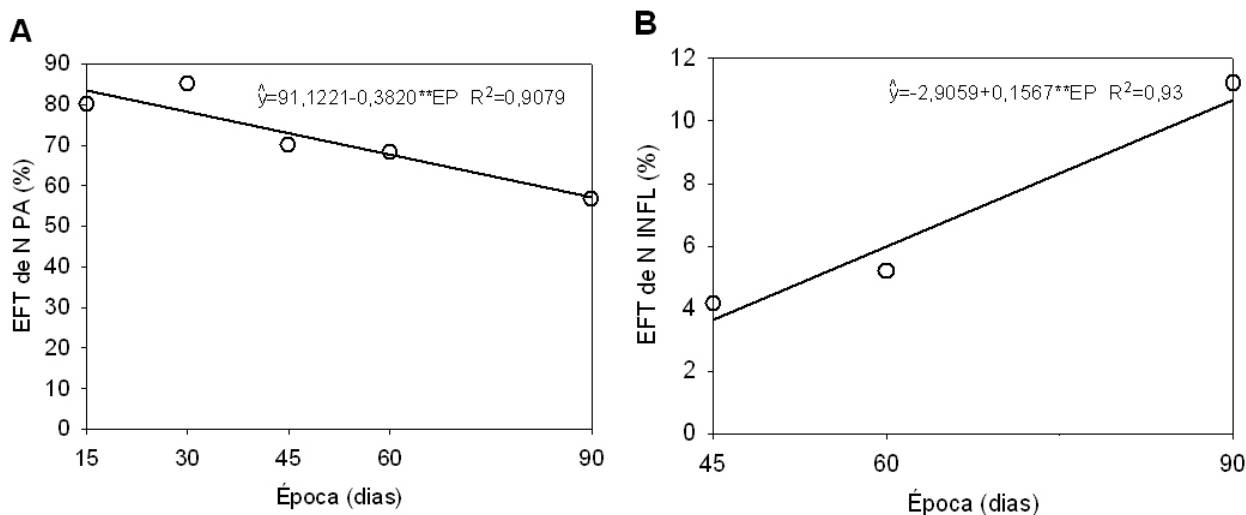 A
EFT de N PA (%)
90
80
70
60
50
40
30
20
10
0
ŷ=91,1221-0,3820**EP R²=0,9079
15 30 45 60 90
Época (dias)
B
EFT de N INFL (%)
12
10
8
6
4
2
0
ŷ=-2,9059+0,1567**EP R²=0,93
45 60 90
Época (dias)